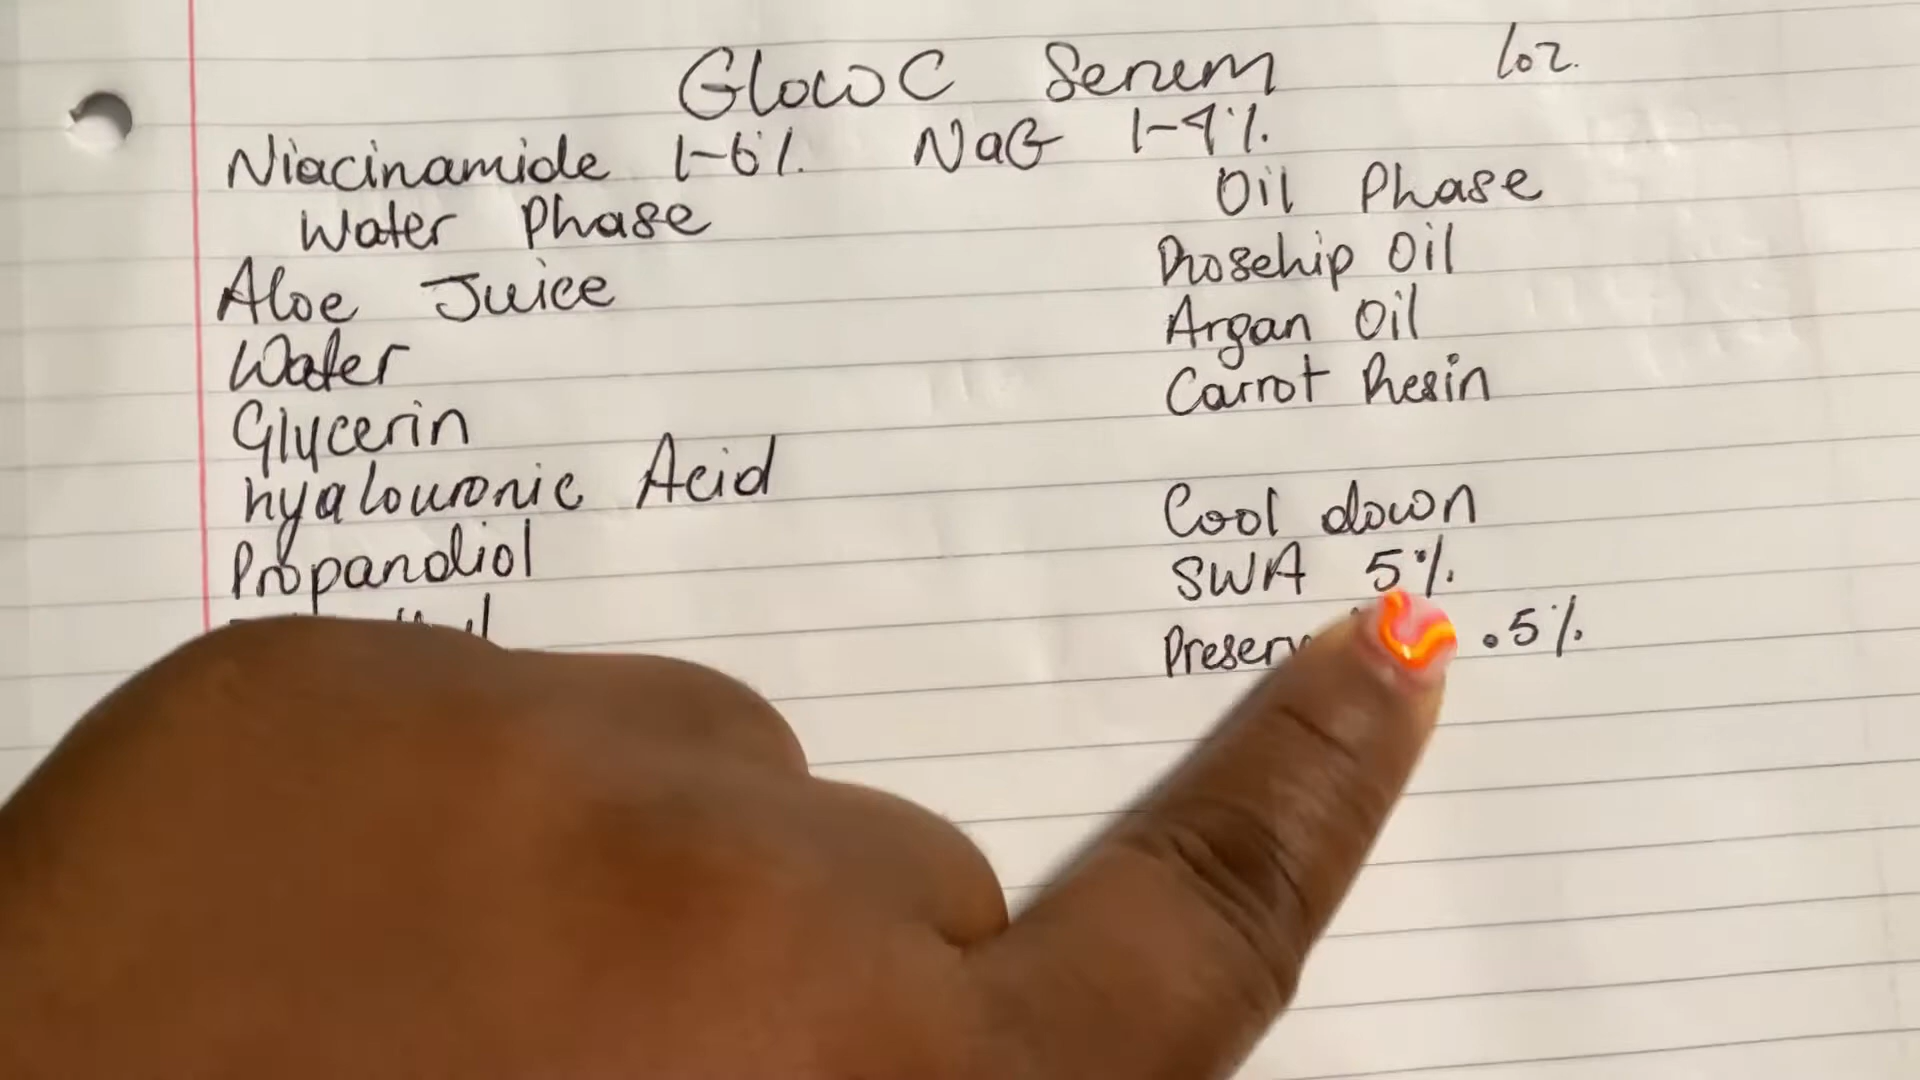 Glow C Serum 1oz.
Niacinamide 1-6% NaG 1-4%.
Water Phase
Aloe Juice
Water
Glycerin
hyalouronic Acid
Propandiol
Oil Phase
Rosehip Oil
Argan Oil
Carrot Resin
Cool down
SWA 5%.
.5%.